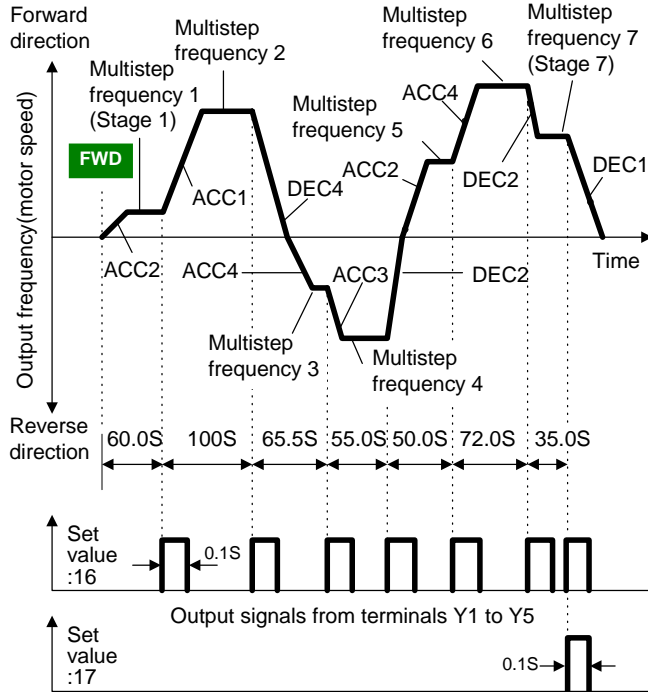 Forward
direction
Output frequency(motor speed)
Reverse
direction
FWD
Multistep
frequency 1
(Stage 1)
Multistep
frequency 2
Multistep
frequency 6
Multistep
frequency 7
(Stage 7)
Multistep
frequency 5
ACC4
ACC2
ACC1
DEC4
DEC2
DEC1
ACC2
ACC4
ACC3
DEC2
Time
Multistep
frequency 3
Multistep
frequency 4
60.0S
100S
65.5S
55.0S
50.0S
72.0S
35.0S
Set
value
:16
0.1S
Output signals from terminals Y1 to Y5
Set
value
:17
0.1S